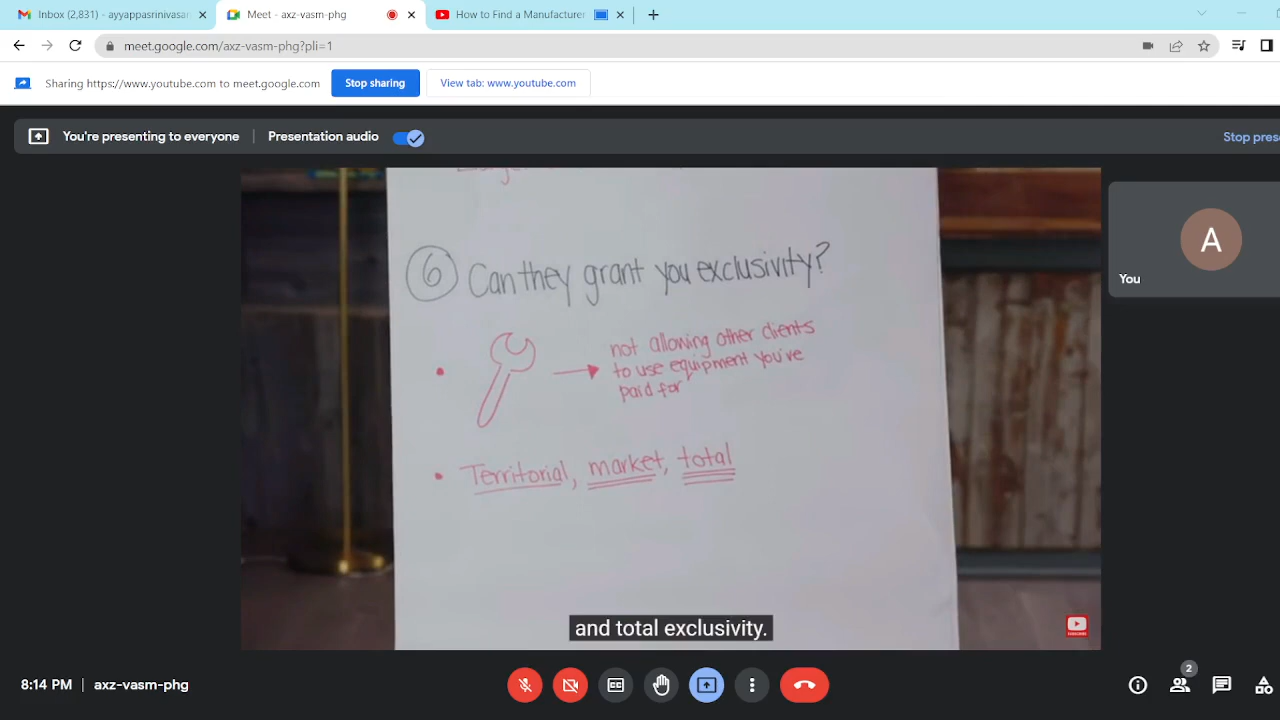 Inbox (2,831) - ayyappasrinivasar
Meet - axz-vasm-phg
How to Find a Manufacturer
meet.google.com/axz-vasm-phg?pli=1
Sharing https://www.youtube.com to meet.google.com
Stop sharing
View tab: www.youtube.com
You're presenting to everyone
Presentation audio
Stop pres
6 Can they grant you exclusivity?
not allowing other clients
to use equipment you've
paid for
• Territorial, market, total
A
You
and total exclusivity.
8:14 PM
axz-vasm-phg
2